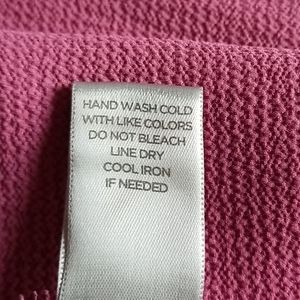 HAND WASH COLD
WITH LIKE COLORS
DO NOT BLEACH
LINE DRY
COOL IRON
IF NEEDED